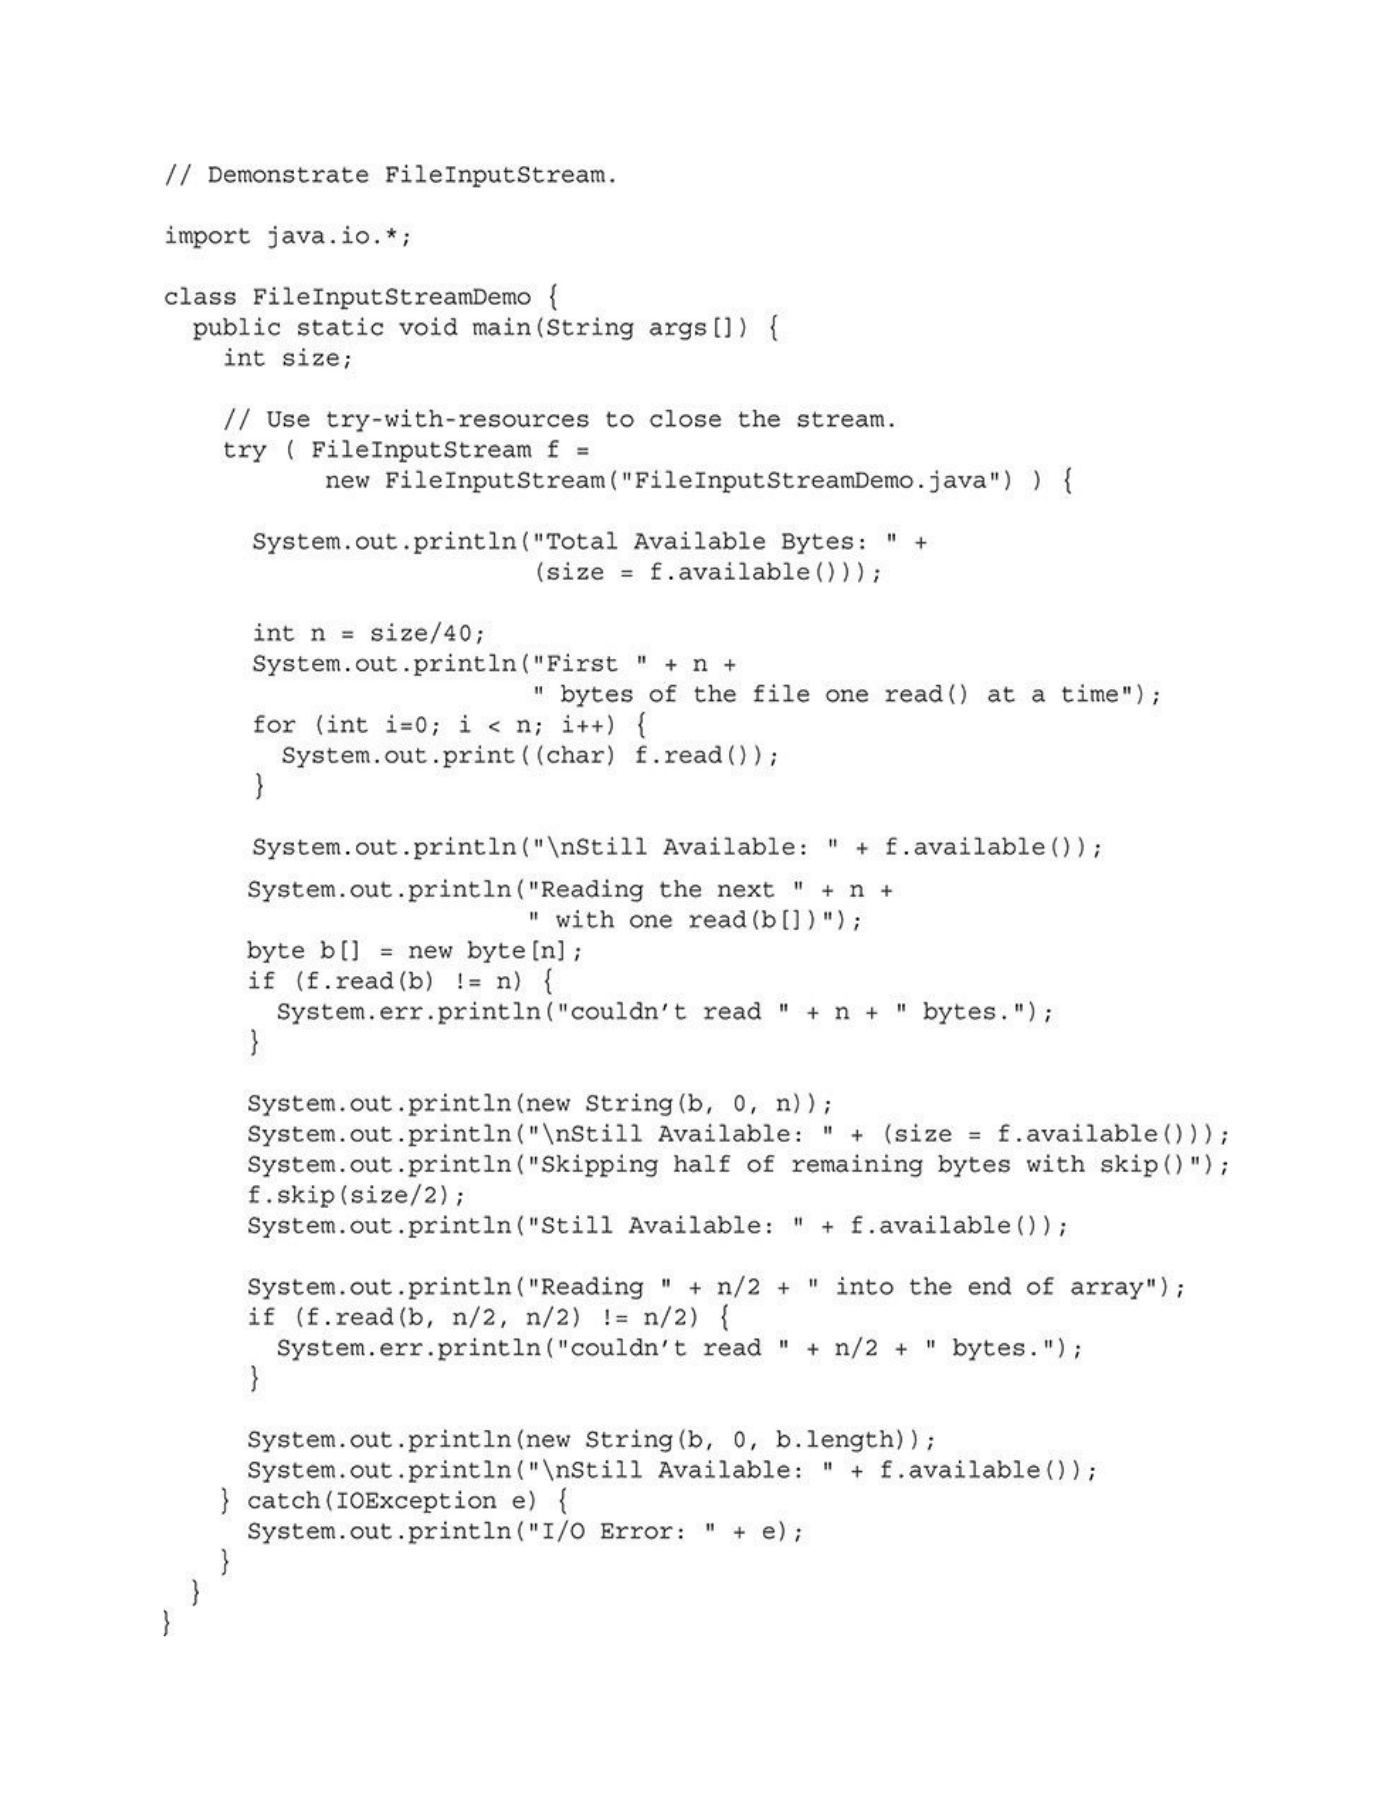 // Demonstrate FileInputStream.
import java.io.*;
class FileInputStreamDemo {
public static void main(String args[]) {
int size;
// Use try-with-resources to close the stream.
try ( FileInputStream f =
new FileInputStream("FileInputStreamDemo.java") ) {
System.out.println("Total Available Bytes: " +
(size = f.available()));
int n = size/40;
System.out.println("First " + n +
" bytes of the file one read() at a time");
for (int i=0; i < n; i++) {
System.out.print((char) f.read());
}
System.out.println("\nStill Available: " + f.available());
System.out.println("Reading the next " + n +
" with one read(b[])");
byte b[] = new byte[n];
if (f.read(b) != n) {
System.err.println("couldn’t read " + n + " bytes.");
}
System.out.println(new String(b, 0, n));
System.out.println("\nStill Available: " + (size = f.available()));
System.out.println("Skipping half of remaining bytes with skip()");
f.skip(size/2);
System.out.println("Still Available: " + f.available());
System.out.println("Reading " + n/2 + " into the end of array");
if (f.read(b, n/2, n/2) != n/2) {
System.err.println("couldn’t read " + n/2 + " bytes.");
}
System.out.println(new String(b, 0, b.length));
System.out.println("\nStill Available: " + f.available());
} catch(IOException e) {
System.out.println("I/O Error: " + e);
}
}
}